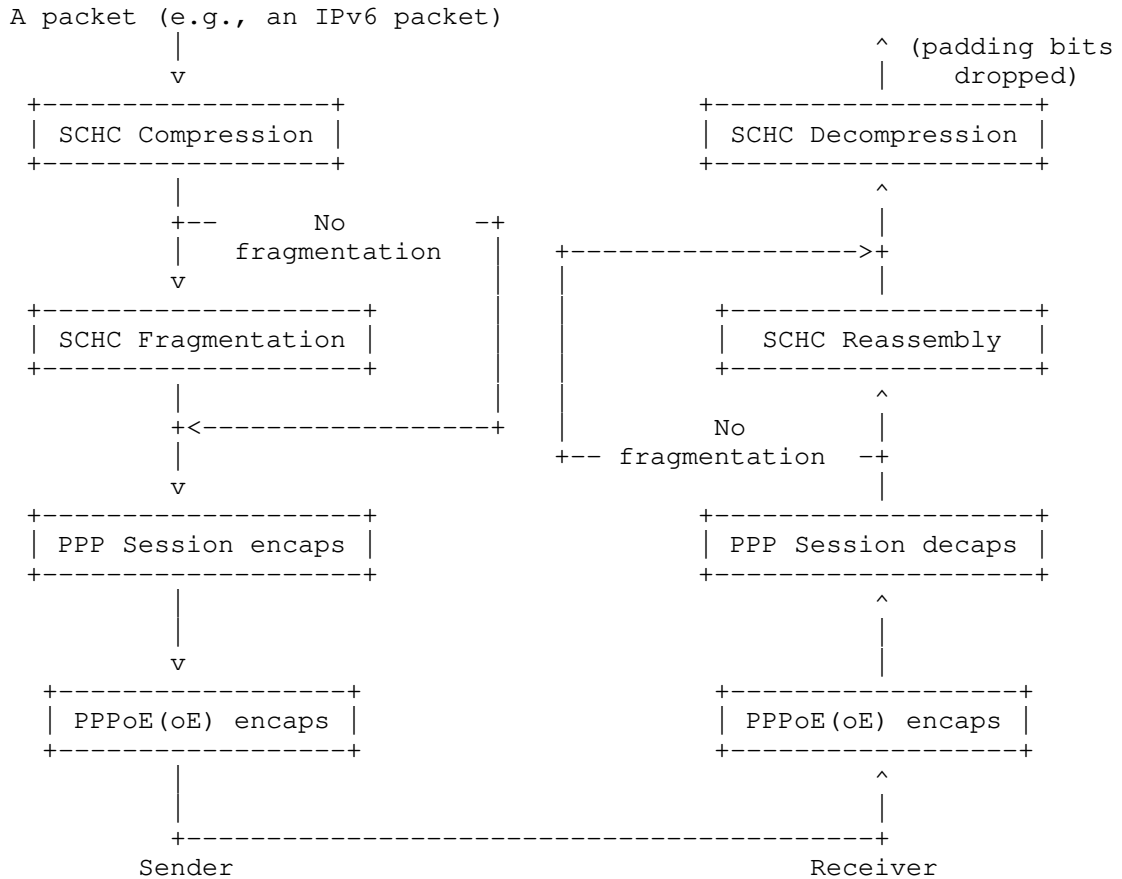 A packet (e.g., an IPv6 packet)
^ (padding bits
dropped)
SCHC Compression
SCHC Decompression
No
fragmentation
SCHC Fragmentation
SCHC Reassembly
No
fragmentation
PPP Session encaps
PPP Session decaps
PPPoE(oE) encaps
PPPoE(oE) encaps
Sender
Receiver